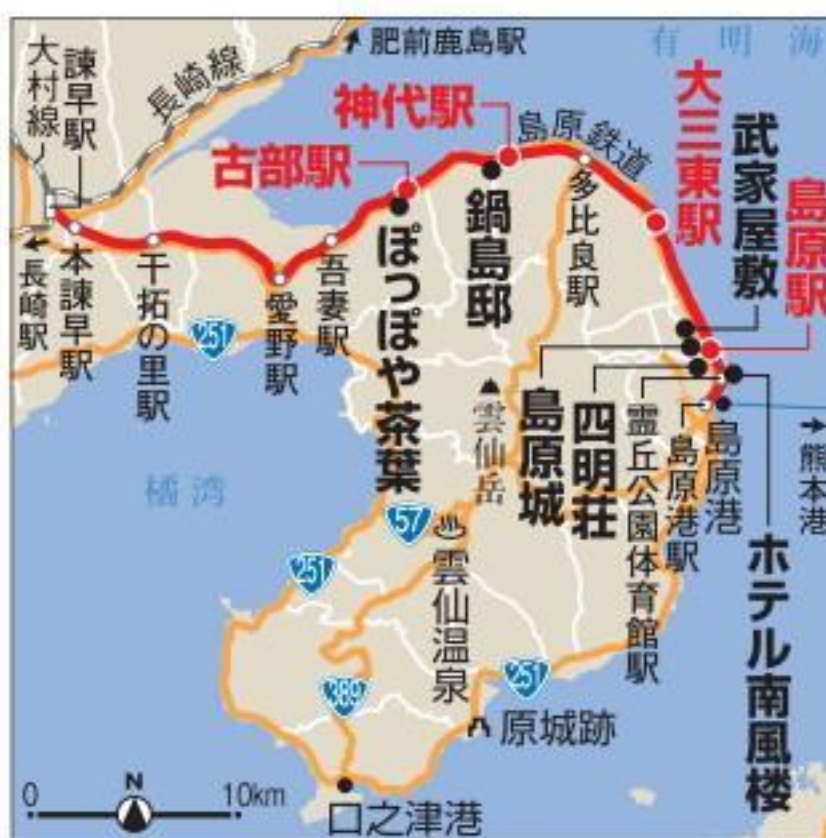 肥前鹿島駅
有明海
大村線
諫早駅
長崎線
神代駅
島原鉄道
大三東駅
武家屋敷
島原駅
古部駅
鍋島邸
多比良駅
長崎駅
本諫早駅
干拓の里駅
愛野駅
吾妻駅
ぽっぽや茶葉
251
雲仙岳
島原城
四明荘
霊丘公園体育館駅
島原港駅
島原港
熊本港
橘湾
57
251
雲仙温泉
ホテル南風楼
389
251
原城跡
口之津港
0
N
10km